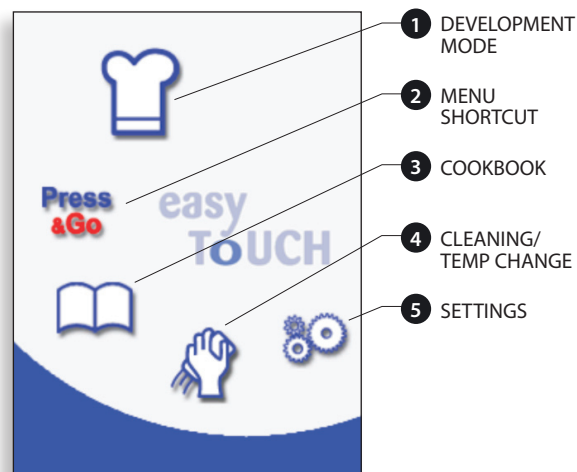 1 DEVELOPMENT
MODE
2 MENU
SHORTCUT
Press
&Go
easy
TOUCH
3 COOKBOOK
4 CLEANING/
TEMP CHANGE
5 SETTINGS